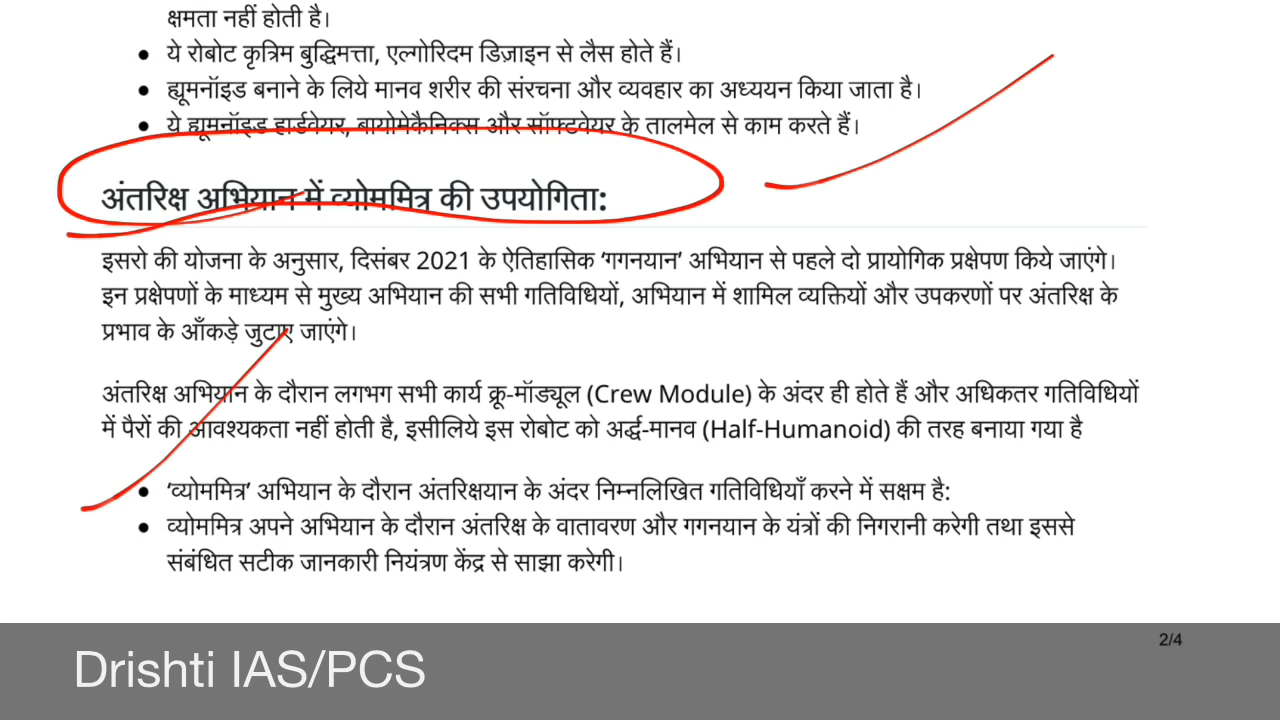 क्षमता नहीं होती है।
● ये रोबोट कृत्रिम बुद्धिमत्ता, एल्गोरिदम डिज़ाइन से लैस होते हैं।
● ह्यूमनॉइड बनाने के लिये मानव शरीर की संरचना और व्यवहार का अध्ययन किया जाता है।
● ये ह्यूमनॉइड हार्डवेयर, बायोमेकैनिक्स और सॉफ्टवेयर के तालमेल से काम करते हैं।
अंतरिक्ष अभियान में व्योममित्र की उपयोगिता:
इसरो की योजना के अनुसार, दिसंबर 2021 के ऐतिहासिक ‘गगनयान’ अभियान से पहले दो प्रायोगिक प्रक्षेपण किये जाएंगे।
इन प्रक्षेपणों के माध्यम से मुख्य अभियान की सभी गतिविधियों, अभियान में शामिल व्यक्तियों और उपकरणों पर अंतरिक्ष के
प्रभाव के आँकड़े जुटाए जाएंगे।
अंतरिक्ष अभियान के दौरान लगभग सभी कार्य क्रू-मॉड्यूल (Crew Module) के अंदर ही होते हैं और अधिकतर गतिविधियों
में पैरों की आवश्यकता नहीं होती है, इसीलिये इस रोबोट को अर्द्ध-मानव (Half-Humanoid) की तरह बनाया गया है
● ‘व्योममित्र’ अभियान के दौरान अंतरिक्षयान के अंदर निम्नलिखित गतिविधियाँ करने में सक्षम है:
● व्योममित्र अपने अभियान के दौरान अंतरिक्ष के वातावरण और गगनयान के यंत्रों की निगरानी करेगी तथा इससे
संबंधित सटीक जानकारी नियंत्रण केंद्र से साझा करेगी।
2/4
Drishti IAS/PCS